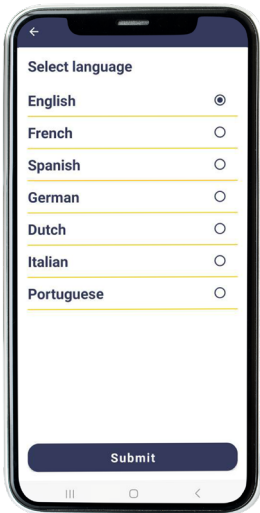 Select language
English
French
Spanish
German
Dutch
Italian
Portuguese
Submit